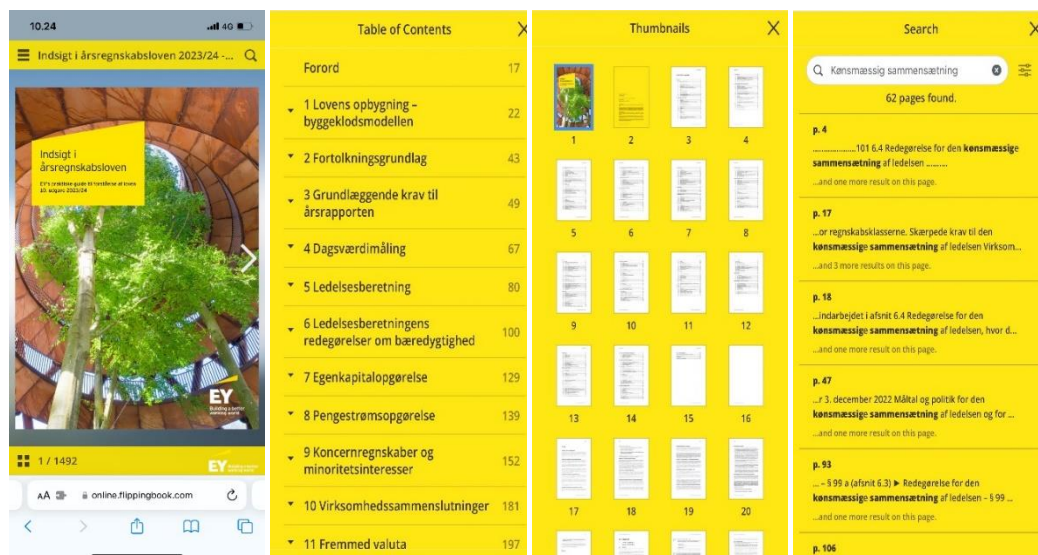 10.24
4G
Indsigt i årsregnskabsloven 2023/24 -...
Indsigt i
årsregnskabsloven
EY's praktiske guide til forståelse af loven
EY
Building a better
working world
1 / 1492
EY
AA
online.flippingbook.com
Table of Contents
Forord 17
1 Lovens opbygning –
byggeklodsmodellen 22
2 Fortolkningsgrundlag 43
3 Grundlæggende krav til
årsrapporten 49
4 Dagsværdimåling 67
5 Ledelsesberetning 80
6 Ledelsesberetningens
redegørelser om bæredygtighed 100
7 Egenkapitalopgørelse 129
8 Pengestrømsopgørelse 139
9 Koncernregnskaber og
minoritetsinteresser 152
10 Virksomhedssammenslutninger 181
11 Fremmed valuta 197
Thumbnails
1 2 3 4
5 6 7 8
9 10 11 12
13 14 15 16
17 18 19 20
Search
Kønsmæssig sammensætning
62 pages found.
p. 4
....................101 6.4 Redegørelse for den kønsmæssige
sammensætning af ledelsen .........
...and one more result on this page.
p. 17
...or regnskabsklasserne. Skærpede krav til den
kønsmæssige sammensætning af ledelsen Virksom...
...and 3 more results on this page.
p. 18
...indarbejdet i afsnit 6.4 Redegørelse for den
kønsmæssige sammensætning af ledelsen, hvor d...
...and one more result on this page.
p. 47
...r 3. december 2022 Måltal og politik for den
kønsmæssige sammensætning af ledelsen og for ...
...and one more result on this page.
p. 93
... – § 99 a (afsnit 6.3) ► Redegørelse for den
kønsmæssige sammensætning af ledelsen – § 99 ...
...and one more result on this page.
p. 106